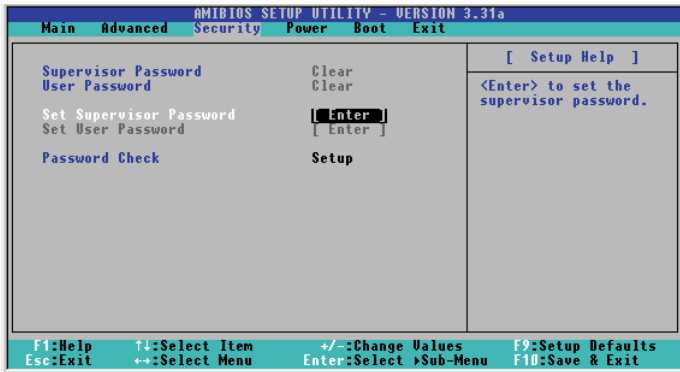 AMIBIOS SETUP UTILITY - VERSION 3.31a
Main Advanced Security Power Boot Exit
[ Setup Help ]
Supervisor Password Clear
User Password Clear
Set Supervisor Password [ Enter ]
Set User Password [ Enter ]
Password Check Setup
<Enter> to set the
supervisor password.
F1:Help ↑↓:Select Item +/-:Change Values F9:Setup Defaults
Esc:Exit ←→:Select Menu Enter:Select ▸Sub-Menu F10:Save & Exit